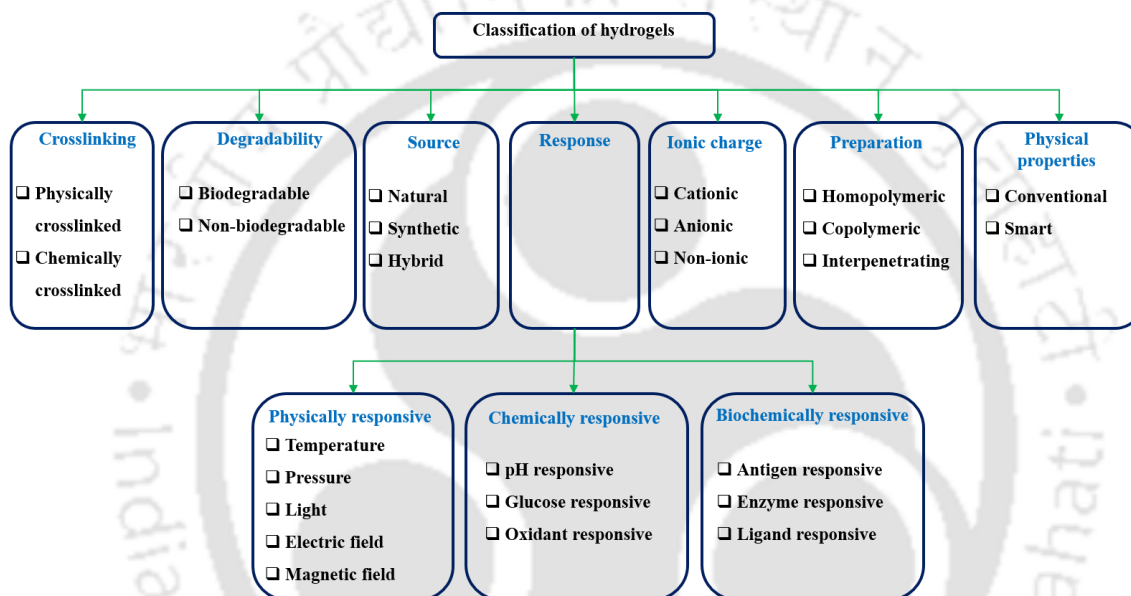 Classification of hydrogels
Crosslinking
❑ Physically
crosslinked
❑ Chemically
crosslinked
Degradability
❑ Biodegradable
❑ Non-biodegradable
Source
❑ Natural
❑ Synthetic
❑ Hybrid
Response
Ionic charge
❑ Cationic
❑ Anionic
❑ Non-ionic
Preparation
❑ Homopolymeric
❑ Copolymeric
❑ Interpenetrating
Physical
properties
❑ Conventional
❑ Smart
Physically responsive
❑ Temperature
❑ Pressure
❑ Light
❑ Electric field
❑ Magnetic field
Chemically responsive
❑ pH responsive
❑ Glucose responsive
❑ Oxidant responsive
Biochemically responsive
❑ Antigen responsive
❑ Enzyme responsive
❑ Ligand responsive